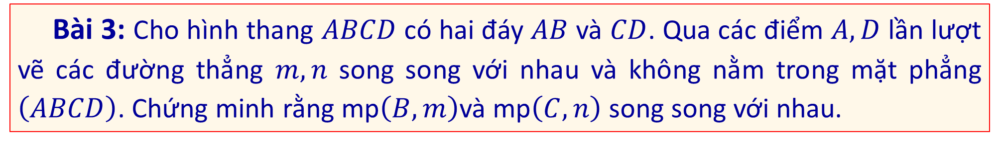 Bài 3: Cho hình thang ABCD có hai đáy AB và CD. Qua các điểm A, D lần lượt
vẽ các đường thẳng m, n song song với nhau và không nằm trong mặt phẳng
(ABCD). Chứng minh rằng mp(B, m)và mp(C, n) song song với nhau.